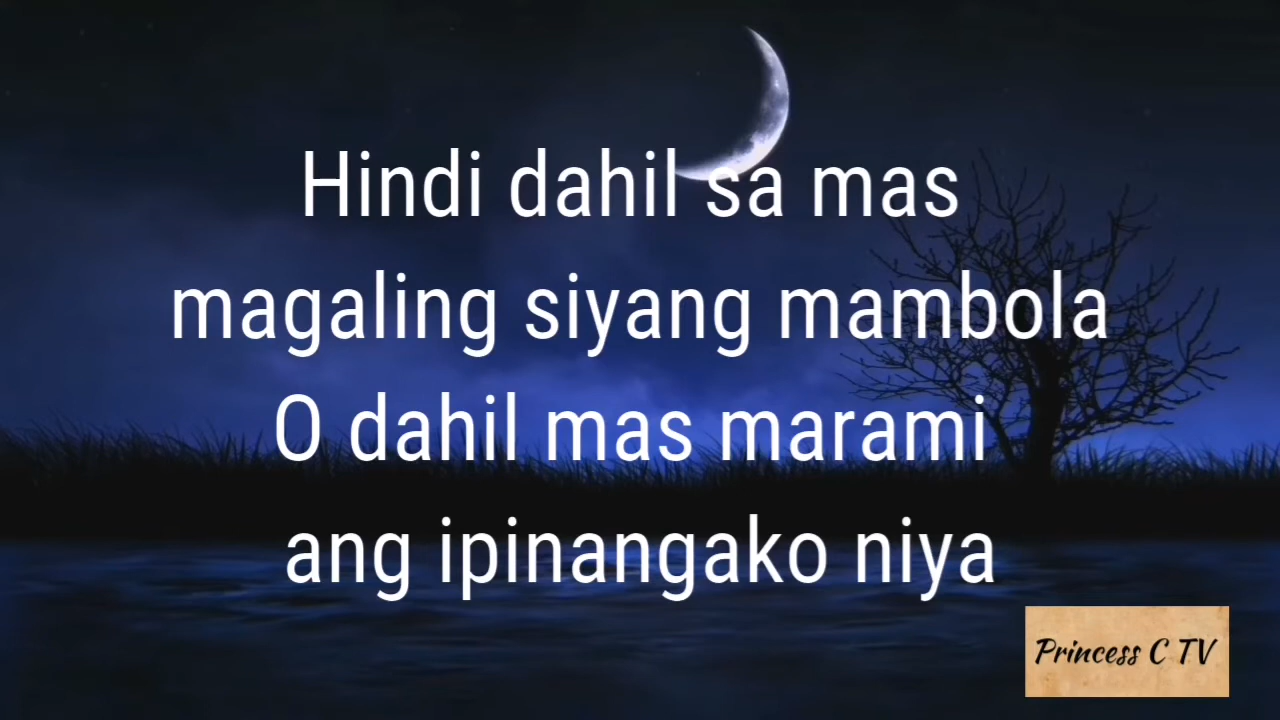 Hindi dahil sa mas
magaling siyang mambola
O dahil mas marami
ang ipinangako niya
Princess C TV